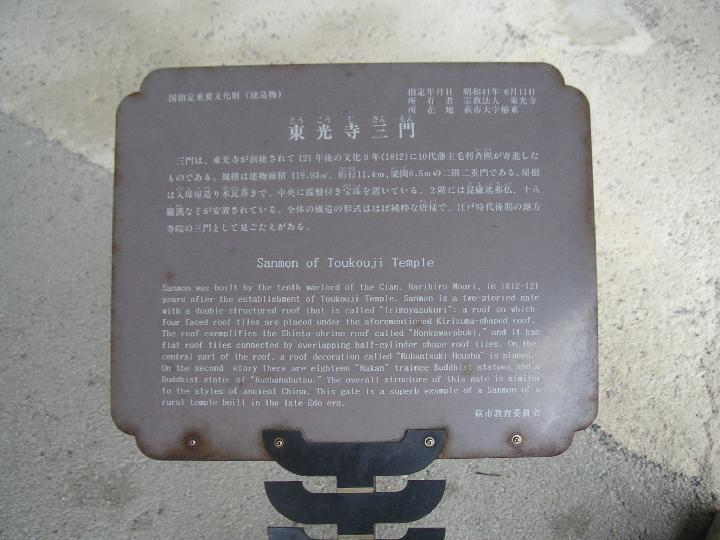 国指定重要文化財（建造物）
指定年月日 昭和41年 6月11日
所有者 宗教法人 東光寺
所在地 萩市大字椿東
とう こう じ さん もん
東光寺三門
三門は、東光寺が創建されて121年後の文化9年(1812)に10代藩主毛利斉熙が寄進した
ものである。規模は建物面積 119.93㎡、桁行11.4m、梁間6.5mの二階二重門である。屋根
は入母屋造り本瓦葺きで、中央に露盤付き宝珠を置いている。2階には毘盧遮那仏、十八
羅漢などが安置されている。全体の構造の形式はほぼ純粋な唐様で、江戸時代後期の地方
寺院の三門として見ごたえがある。
Sanmon of Toukouji Temple
Sanmon was built by the tenth warlord of the Clan, Narihiro Mouri, in 1812-121
years after the establishment of Toukouji Temple. Sanmon is a two-storied gate
with a double-structured roof that is called "Irimoyazukuri": a roof on which
four faced roof tiles are placed under the aforementioned Kirizuma-shaped roof.
The roof exemplifies the Shinto-shrine roof called "Honkawarabuki," and it has
flat roof tiles connected by overlapping half-cylinder shape roof tiles. On the
central part of the roof, a roof decoration called "Robantsuki Houshu" is placed.
On the second story there are eighteen "Rakan" trainee Buddhist statues and a
Buddhist statue of "Rushanabutsu." The overall structure of this gate is similar
to the styles of ancient China. This gate is a superb example of a Sanmon of a
rural temple built in the late Edo era.
萩市教育委員会